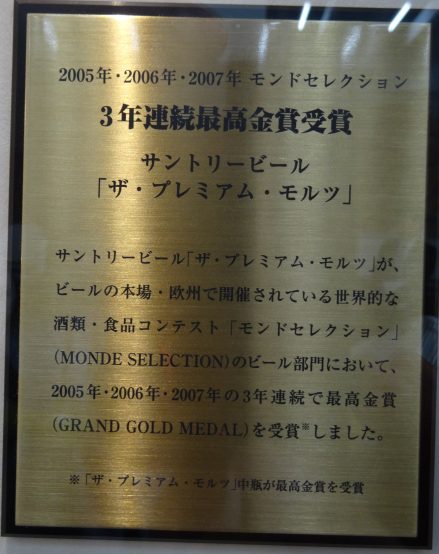 2005年・2006年・2007年 モンドセレクション
3年連続最高金賞受賞
サントリービール
「ザ・プレミアム・モルツ」
サントリービール「ザ・プレミアム・モルツ」が、
ビールの本場・欧州で開催されている世界的な
酒類・食品コンテスト「モンドセレクション」
(MONDE SELECTION)のビール部門において、
2005年・2006年・2007年の3年連続で最高金賞
(GRAND GOLD MEDAL)を受賞※しました。
※「ザ・プレミアム・モルツ」中瓶が最高金賞を受賞